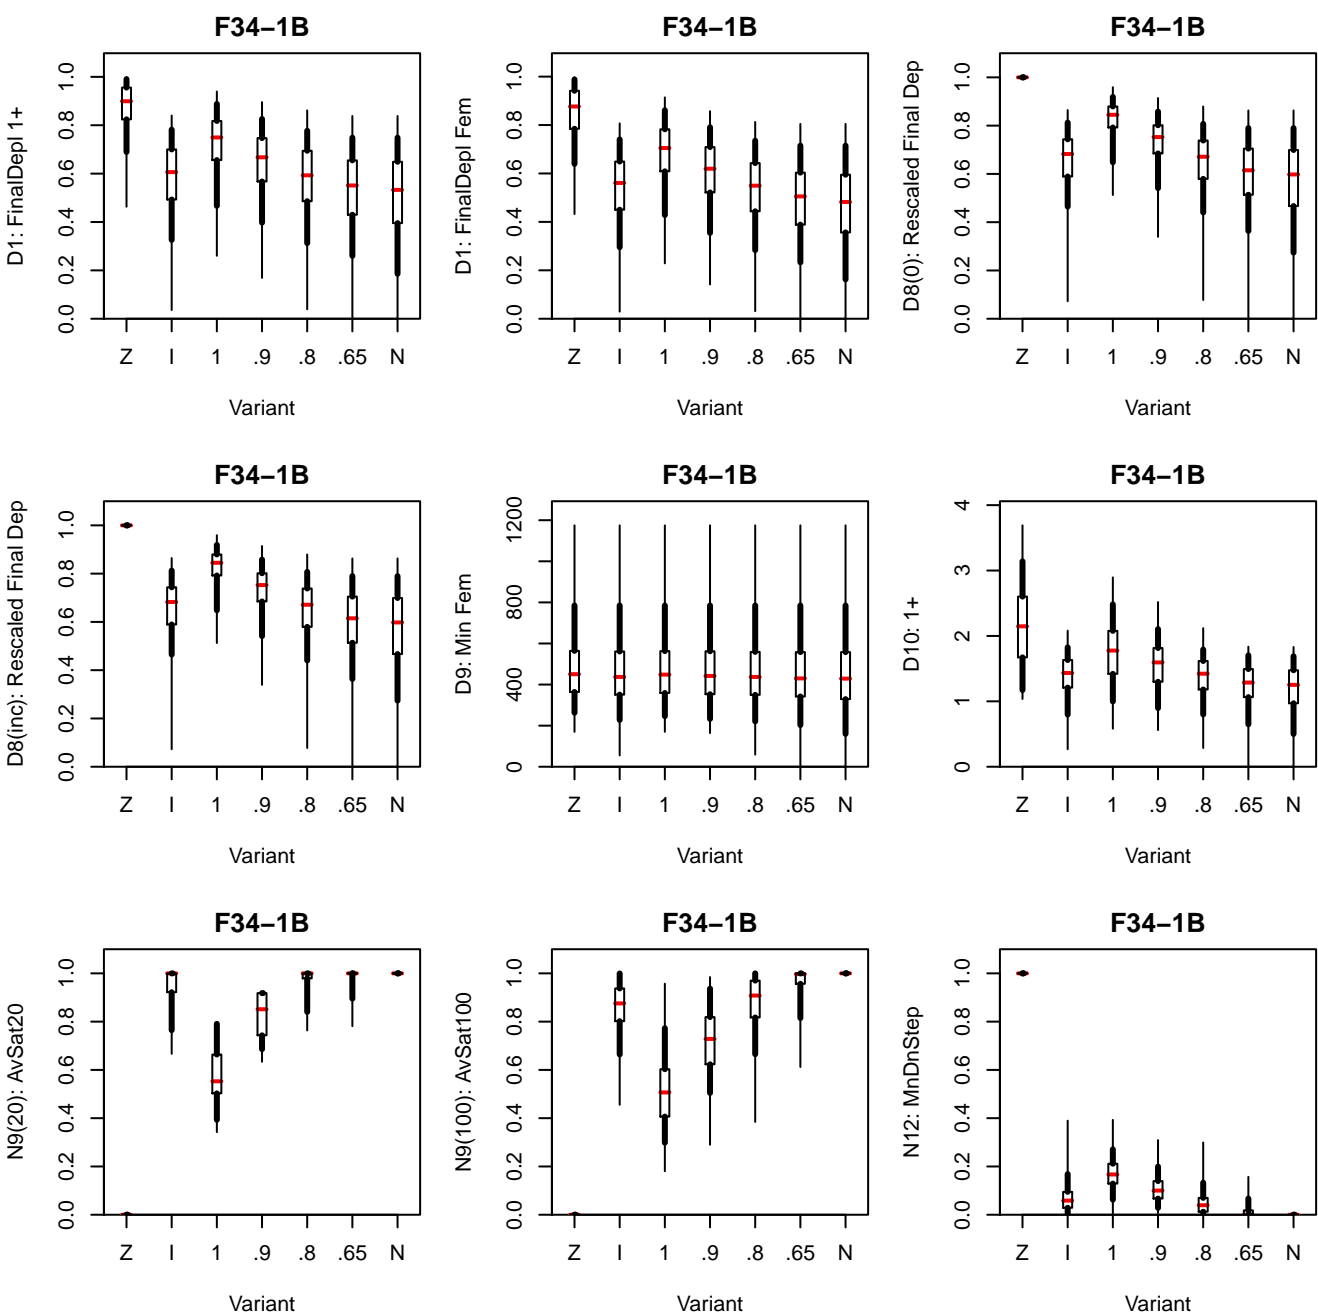 F34−1B
D1: FinalDepl 1+
0.0 0.2 0.4 0.6 0.8 1.0
Z I 1 .9 .8 .65 N
Variant
F34−1B
D1: FinalDepl Fem
0.0 0.2 0.4 0.6 0.8 1.0
Z I 1 .9 .8 .65 N
Variant
F34−1B
D8(0): Rescaled Final Dep
0.0 0.2 0.4 0.6 0.8 1.0
Z I 1 .9 .8 .65 N
Variant
F34−1B
D8(inc): Rescaled Final Dep
0.0 0.2 0.4 0.6 0.8 1.0
Z I 1 .9 .8 .65 N
Variant
F34−1B
D9: Min Fem
0 400 800 1200
Z I 1 .9 .8 .65 N
Variant
F34−1B
D10: 1+
0 1 2 3 4
Z I 1 .9 .8 .65 N
Variant
F34−1B
N9(20): AvSat20
0.0 0.2 0.4 0.6 0.8 1.0
Z I 1 .9 .8 .65 N
Variant
F34−1B
N9(100): AvSat100
0.0 0.2 0.4 0.6 0.8 1.0
Z I 1 .9 .8 .65 N
Variant
F34−1B
N12: MnDnStep
0.0 0.2 0.4 0.6 0.8 1.0
Z I 1 .9 .8 .65 N
Variant